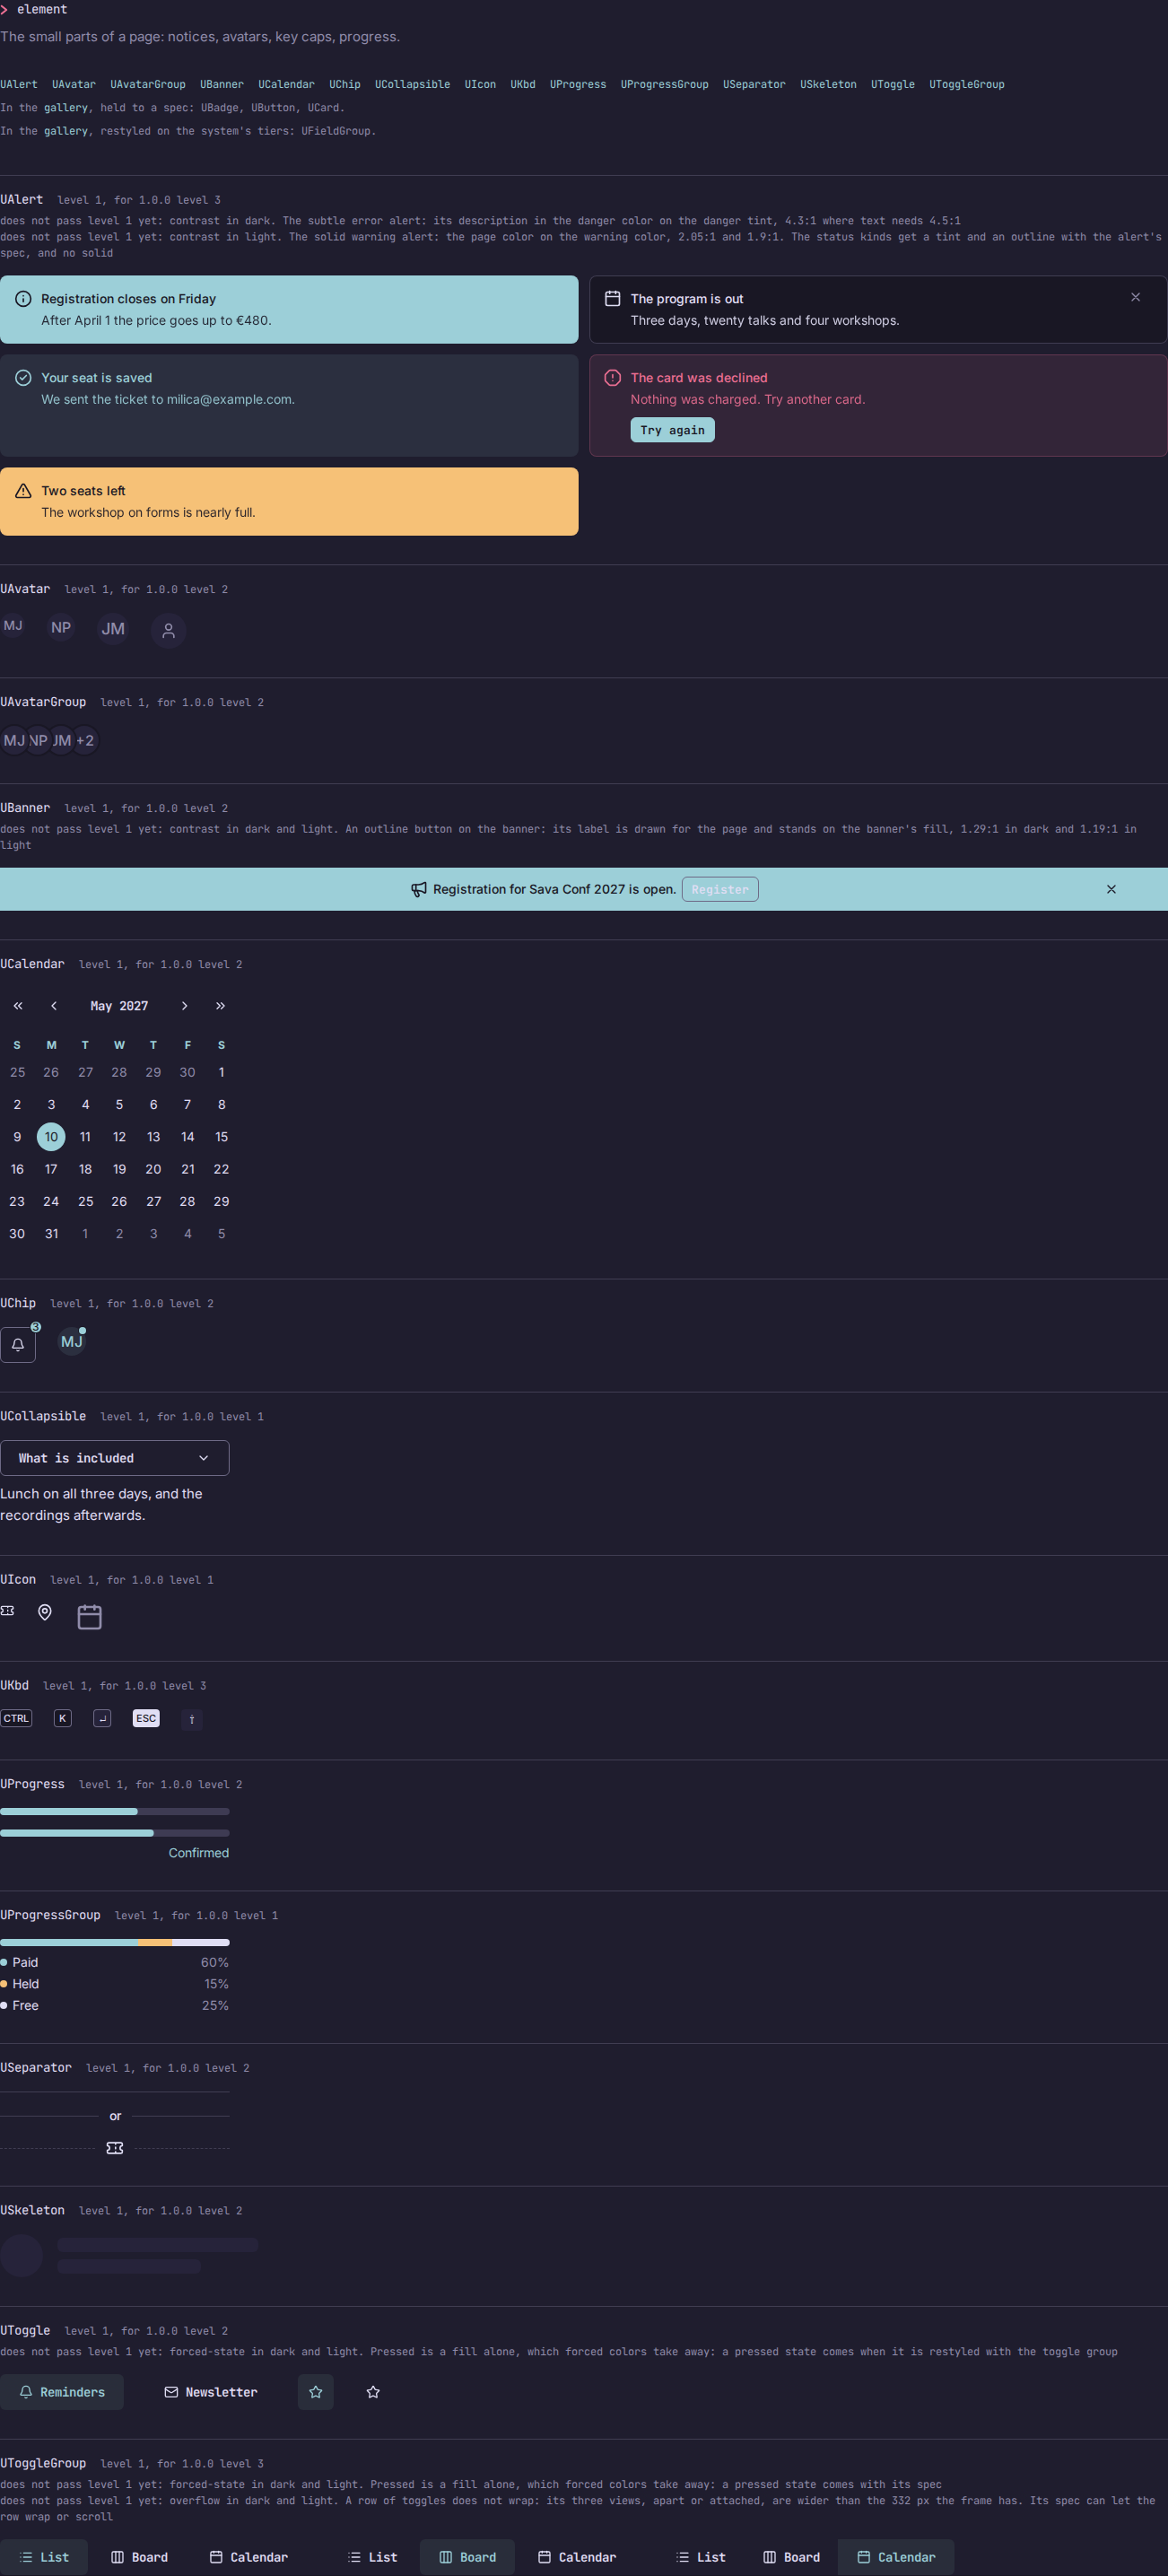 element
The small parts of a page: notices, avatars, key caps, progress.
UAlert UAvatar UAvatarGroup UBanner UCalendar UChip UCollapsible UIcon UKbd UProgress UProgressGroup USeparator USkeleton UToggle UToggleGroup
In the gallery, held to a spec: UBadge, UButton, UCard.
In the gallery, restyled on the system's tiers: UFieldGroup.
UAlert level 1, for 1.0.0 level 3
does not pass level 1 yet: contrast in dark. The subtle error alert: its description in the danger color on the danger tint, 4.3:1 where text needs 4.5:1
does not pass level 1 yet: contrast in light. The solid warning alert: the page color on the warning color, 2.05:1 and 1.9:1. The status kinds get a tint and an outline with the alert's
spec, and no solid
Registration closes on Friday
After April 1 the price goes up to €480.
The program is out
Three days, twenty talks and four workshops.
Your seat is saved
We sent the ticket to milica@example.com.
The card was declined
Nothing was charged. Try another card.
Try again
Two seats left
The workshop on forms is nearly full.
UAvatar level 1, for 1.0.0 level 2
MJ NP JM
UAvatarGroup level 1, for 1.0.0 level 2
MJ NP JM +2
UBanner level 1, for 1.0.0 level 2
does not pass level 1 yet: contrast in dark and light. An outline button on the banner: its label is drawn for the page and stands on the banner's fill, 1.29:1 in dark and 1.19:1 in
light
Registration for Sava Conf 2027 is open. Register
UCalendar level 1, for 1.0.0 level 2
May 2027
S M T W T F S
25 26 27 28 29 30 1
2 3 4 5 6 7 8
9 10 11 12 13 14 15
16 17 18 19 20 21 22
23 24 25 26 27 28 29
30 31 1 2 3 4 5
UChip level 1, for 1.0.0 level 2
3
MJ
UCollapsible level 1, for 1.0.0 level 1
What is included
Lunch on all three days, and the
recordings afterwards.
UIcon level 1, for 1.0.0 level 1
UKbd level 1, for 1.0.0 level 3
CTRL K ↵ ESC ⇧
UProgress level 1, for 1.0.0 level 2
Confirmed
UProgressGroup level 1, for 1.0.0 level 1
Paid 60%
Held 15%
Free 25%
USeparator level 1, for 1.0.0 level 2
or
USkeleton level 1, for 1.0.0 level 2
UToggle level 1, for 1.0.0 level 2
does not pass level 1 yet: forced-state in dark and light. Pressed is a fill alone, which forced colors take away: a pressed state comes when it is restyled with the toggle group
Reminders Newsletter
UToggleGroup level 1, for 1.0.0 level 3
does not pass level 1 yet: forced-state in dark and light. Pressed is a fill alone, which forced colors take away: a pressed state comes with its spec
does not pass level 1 yet: overflow in dark and light. A row of toggles does not wrap: its three views, apart or attached, are wider than the 332 px the frame has. Its spec can let the
row wrap or scroll
List Board Calendar List Board Calendar List Board Calendar